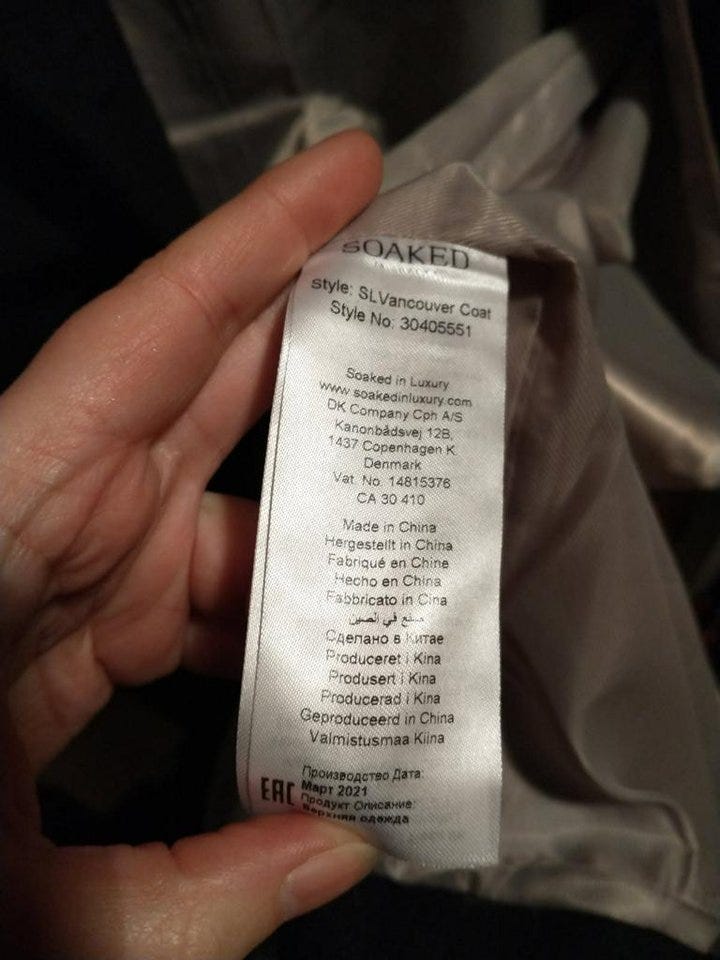 SOAKED
style: SLVancouver Coat
Style No: 30405551
Soaked in Luxury
www.soakedinluxury.com
DK Company Cph A/S
Kanonbådsvej 12B,
1437 Copenhagen K
Denmark
Vat. No. 14815376
CA 30 410
Made in China
Hergestellt in China
Fabriqué en Chine
Hecho en China
Fabbricato in Cina
صنع في الصين
Сделано в Китае
Produceret i Kina
Produsert i Kina
Producerad i Kina
Geproduceerd in China
Valmistusmaa Kiina
Производство Дата:
Март 2021
EAC
Продукт Описание:
Верхняя одежда